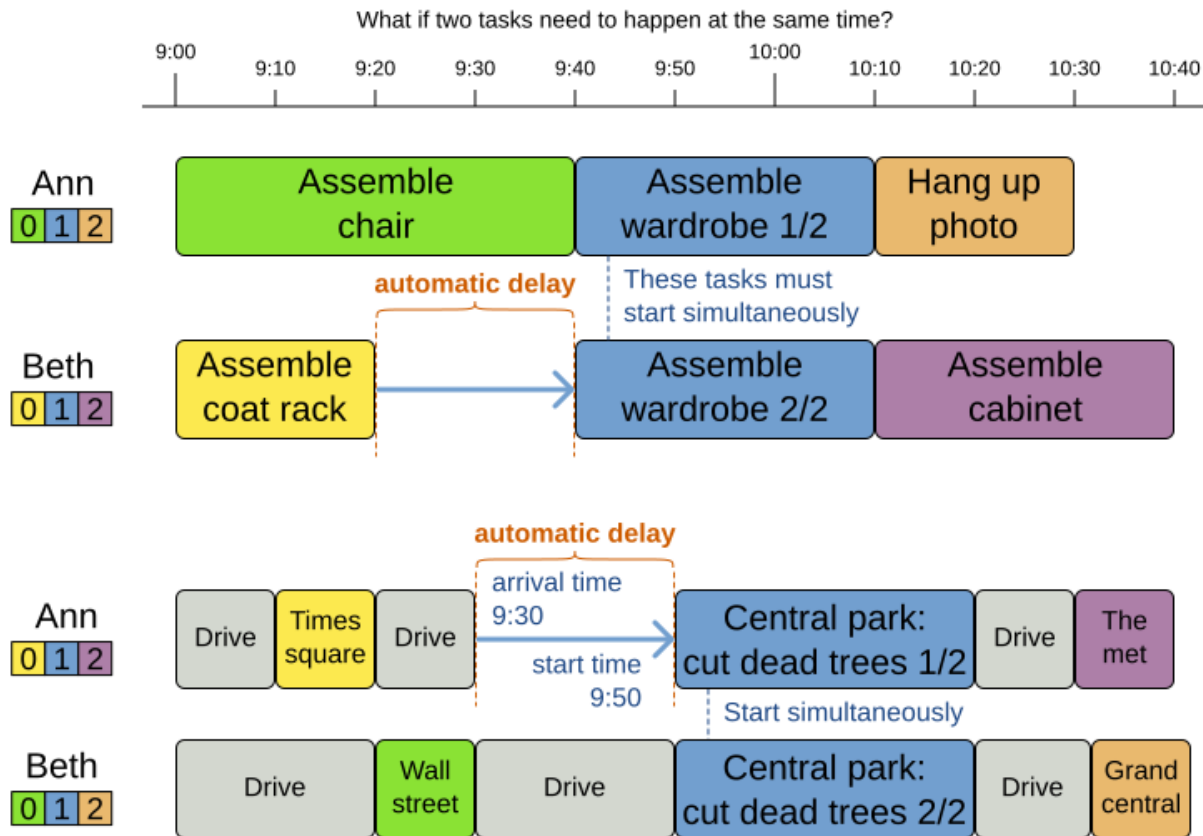 What if two tasks need to happen at the same time?
9:00 9:10 9:20 9:30 9:40 9:50 10:00 10:10 10:20 10:30 10:40
Ann
0 1 2
Assemble
chair
Assemble
wardrobe 1/2
Hang up
photo
automatic delay
These tasks must
start simultaneously
Beth
0 1 2
Assemble
coat rack
Assemble
wardrobe 2/2
Assemble
cabinet
automatic delay
Ann
0 1 2
Drive
Times
square
Drive
arrival time
9:30
start time
9:50
Central park:
cut dead trees 1/2
Drive
The
met
Start simultaneously
Beth
0 1 2
Drive
Wall
street
Drive
Central park:
cut dead trees 2/2
Drive
Grand
central